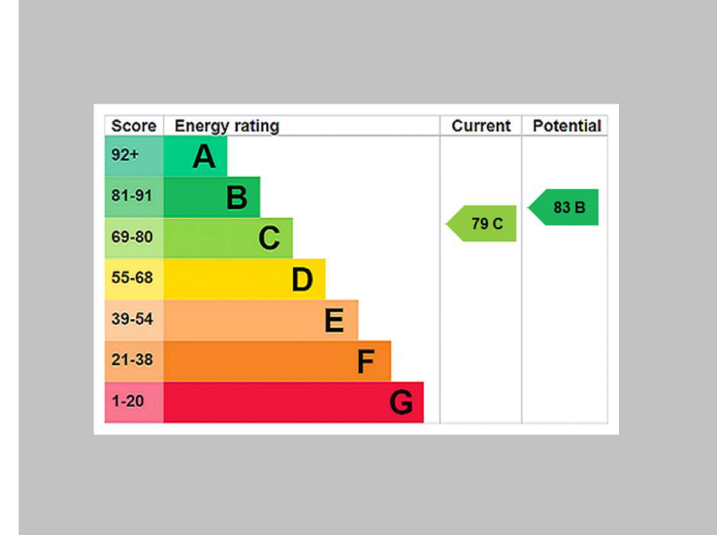 Score Energy rating Current Potential
92+ A
81-91 B
69-80 C 79 C 83 B
55-68 D
39-54 E
21-38 F
1-20 G